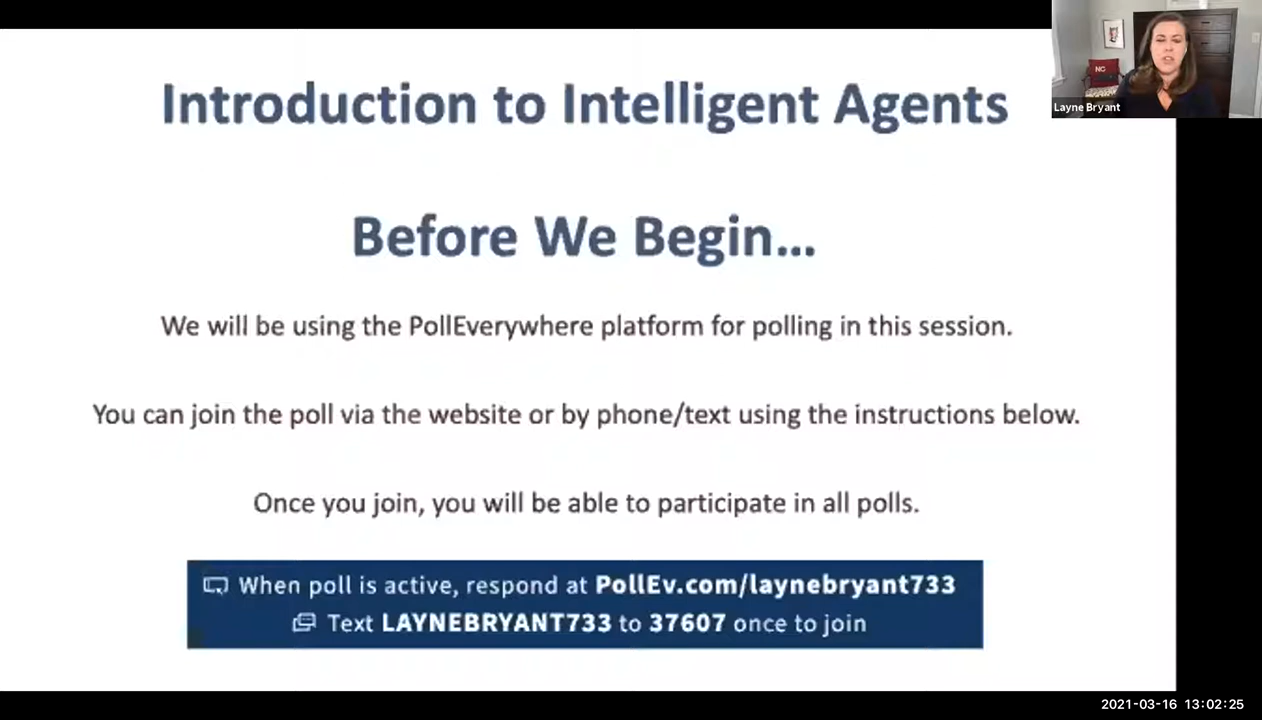 Introduction to Intelligent Agents
NC
Layne Bryant
Before We Begin...
We will be using the PollEverywhere platform for polling in this session.
You can join the poll via the website or by phone/text using the instructions below.
Once you join, you will be able to participate in all polls.
When poll is active, respond at PollEv.com/laynebryant733
Text LAYNEBRYANT733 to 37607 once to join
2021-03-16 13:02:25